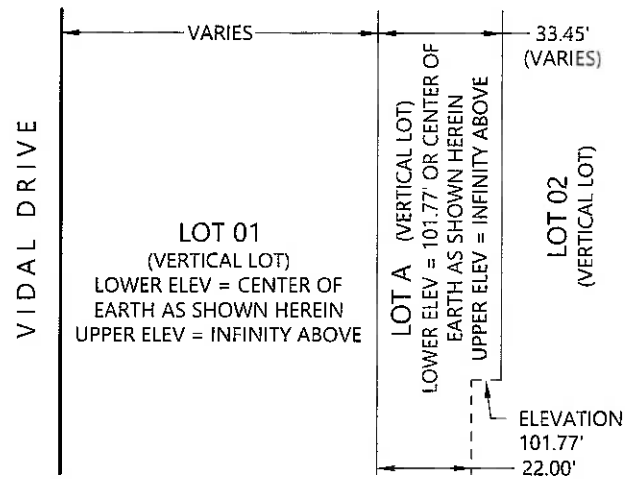 VARIES
33.45'
(VARIES)
VIDAL DRIVE
LOT 01
(VERTICAL LOT)
LOWER ELEV = CENTER OF
EARTH AS SHOWN HEREIN
UPPER ELEV = INFINITY ABOVE
LOT A (VERTICAL LOT)
LOWER ELEV = 101.77' OR CENTER OF
EARTH AS SHOWN HEREIN
UPPER ELEV = INFINITY ABOVE
LOT 02
(VERTICAL LOT)
ELEVATION
101.77'
22.00'